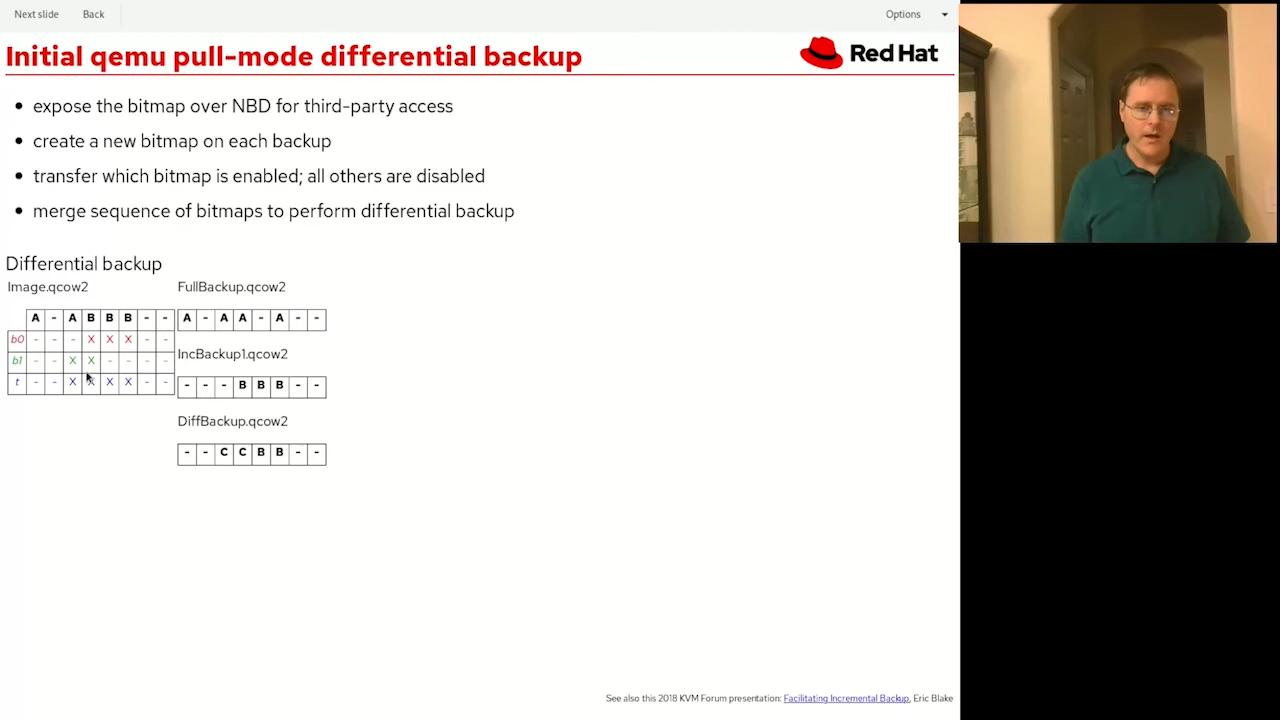 Next slide Back Options
Initial qemu pull-mode differential backup
Red Hat
• expose the bitmap over NBD for third-party access
• create a new bitmap on each backup
• transfer which bitmap is enabled; all others are disabled
• merge sequence of bitmaps to perform differential backup
Differential backup
Image.qcow2
A - A B B B - -
b0 - - - X X X - -
b1 - - X X - - - -
t - - X X X X - -
FullBackup.qcow2
A - A A - A - -
IncBackup1.qcow2
- - - B B B - -
DiffBackup.qcow2
- - C C B B - -
See also this 2018 KVM Forum presentation: Facilitating Incremental Backup, Eric Blake